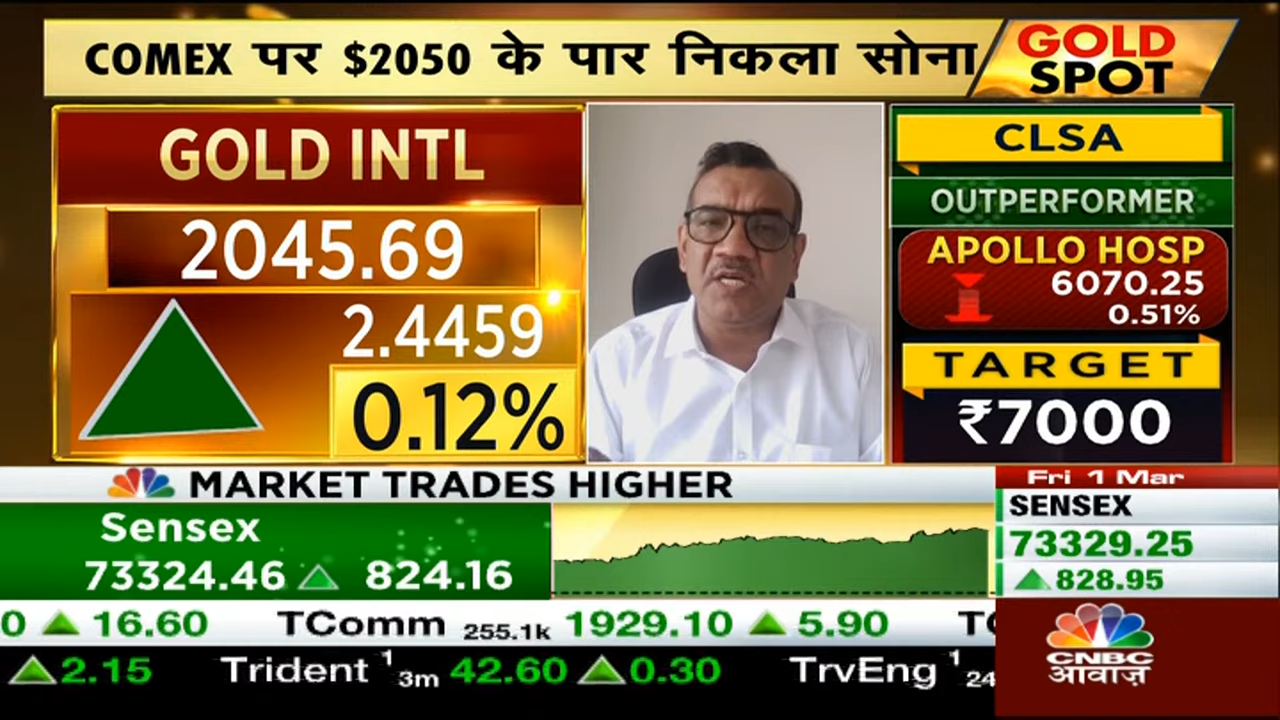 COMEX पर $2050 के पार निकला सोना
GOLD
SPOT
GOLD INTL
2045.69
2.4459
0.12%
CLSA
OUTPERFORMER
APOLLO HOSP
6070.25
0.51%
TARGET
₹7000
MARKET TRADES HIGHER
Sensex
73324.46 824.16
Fri 1 Mar
SENSEX
73329.25
828.95
0 16.60 TComm 255.1k 1929.10 5.90
2.15 Trident 1 3m 42.60 0.30 TrvEng 1 24
CNBC
आवाज़